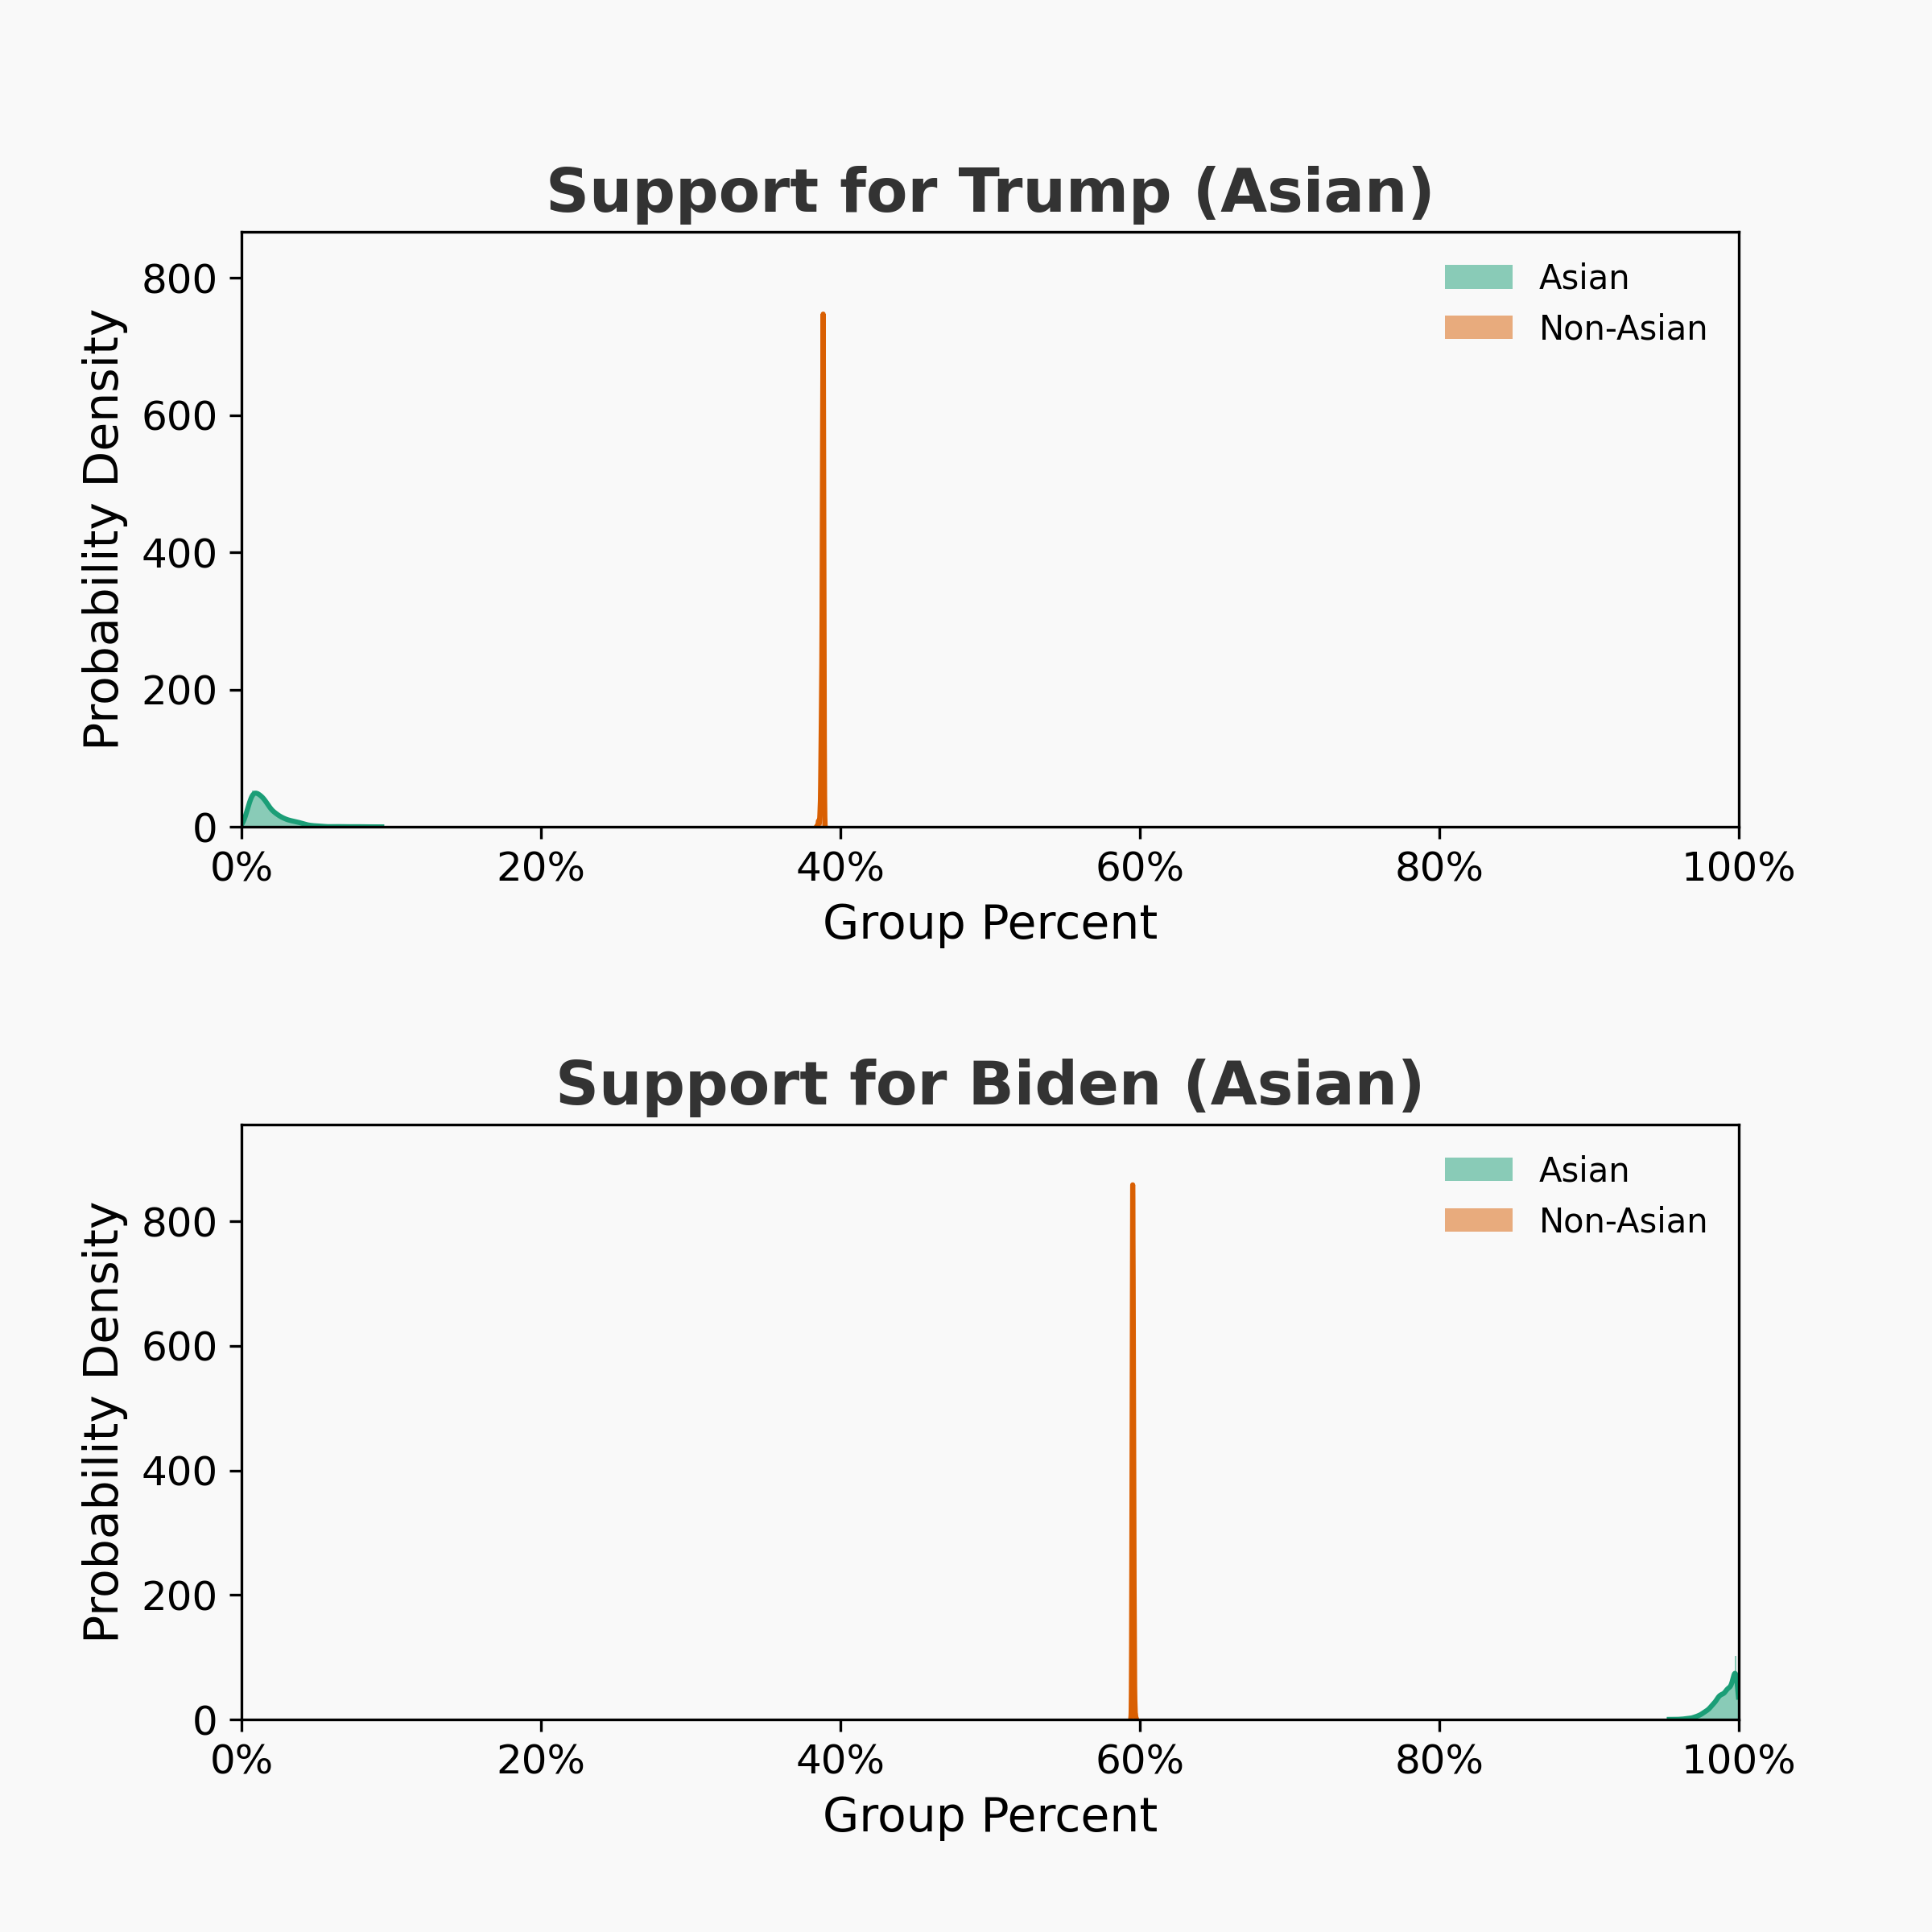 Support for Trump (Asian)
Asian
Non-Asian
800
600
400
200
0
Probability Density
0% 20% 40% 60% 80% 100%
Group Percent
Support for Biden (Asian)
Asian
Non-Asian
800
600
400
200
0
Probability Density
0% 20% 40% 60% 80% 100%
Group Percent